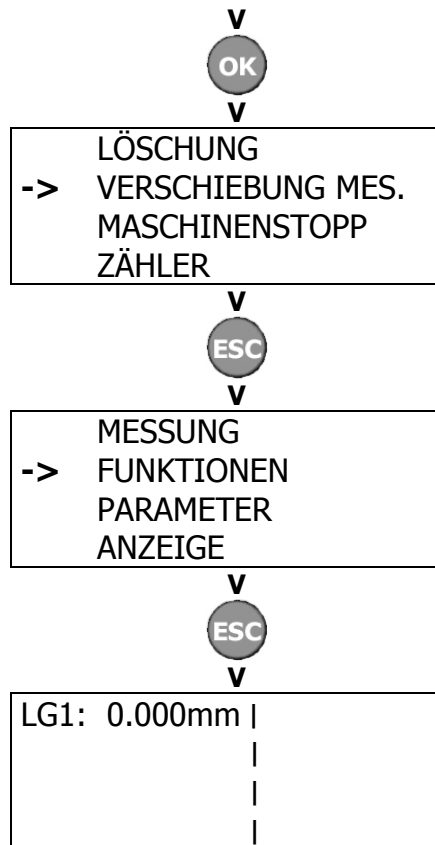 v
OK
v
LÖSCHUNG
-> VERSCHIEBUNG MES.
MASCHINENSTOPP
ZÄHLER
v
ESC
v
MESSUNG
-> FUNKTIONEN
PARAMETER
ANZEIGE
v
ESC
v
LG1: 0.000mm |
|
|
|